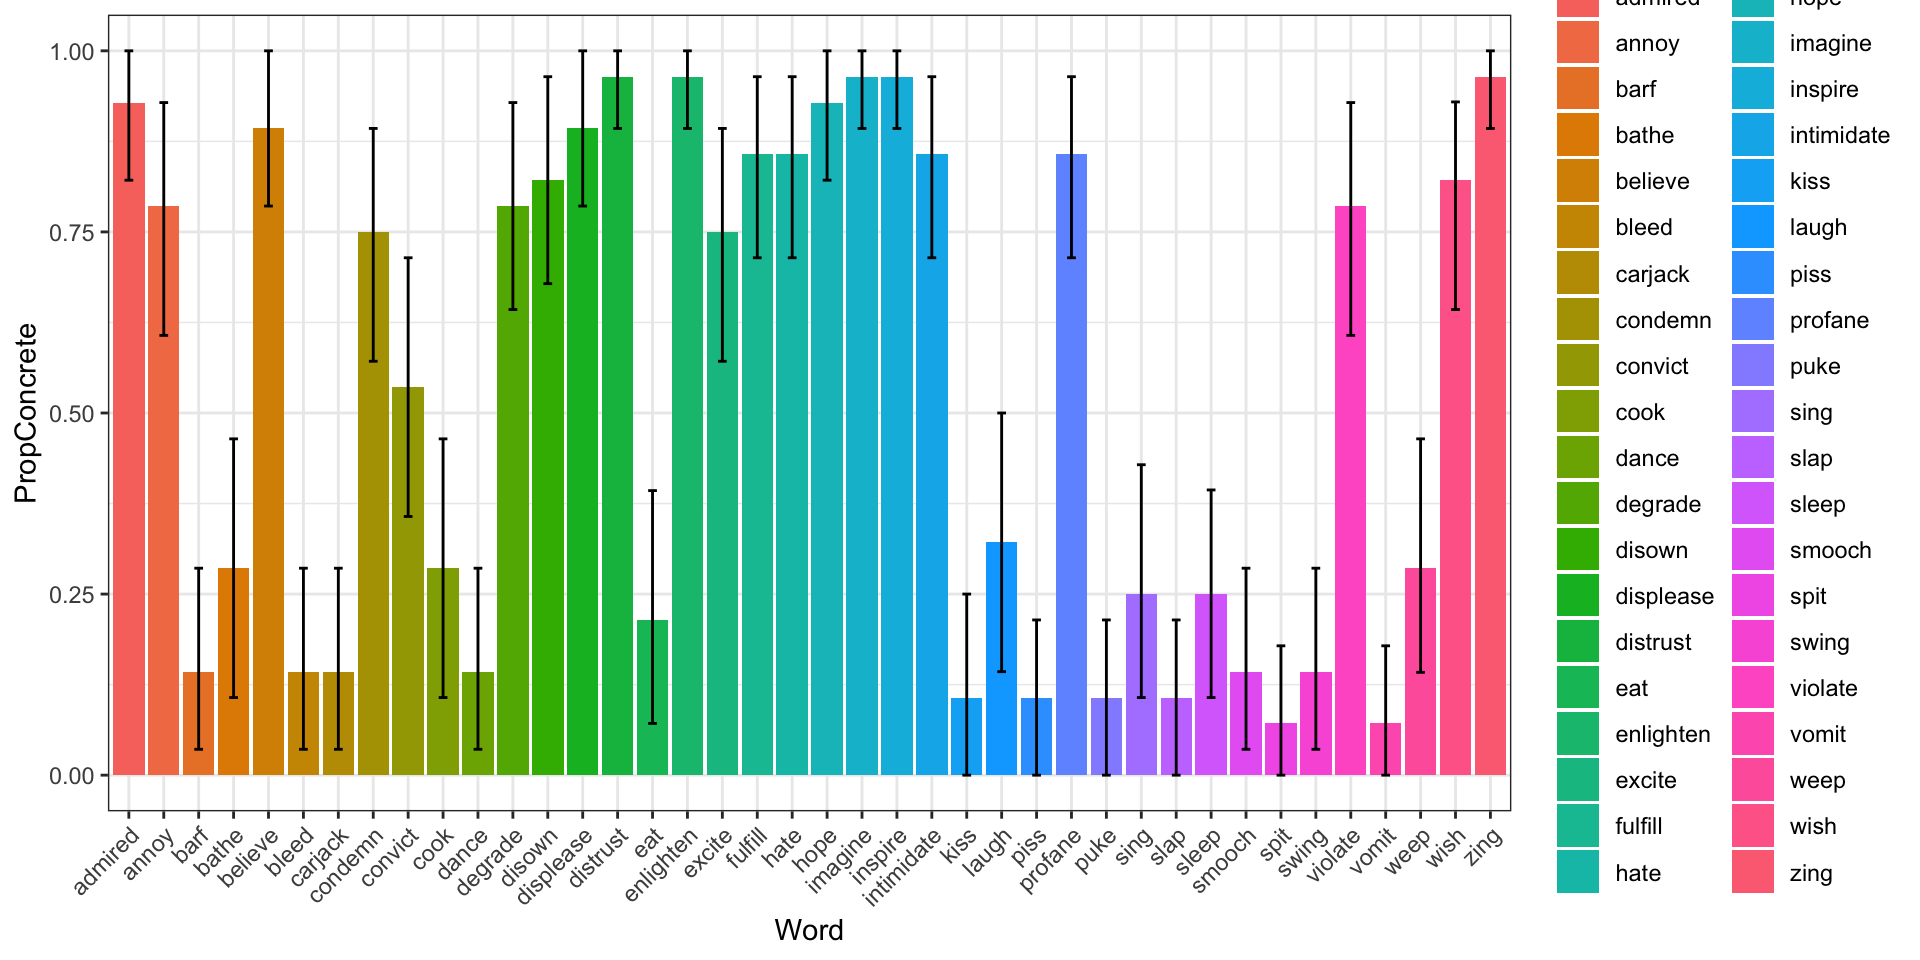 PropConcrete
1.00
0.75
0.50
0.25
0.00
admired
annoy
barf
bathe
believe
bleed
carjack
condemn
convict
cook
dance
degrade
disown
displease
distrust
eat
enlighten
excite
fulfill
hate
hope
imagine
inspire
intimidate
kiss
laugh
piss
profane
puke
sing
slap
sleep
smooch
spit
swing
violate
vomit
weep
wish
zing
Word
admired
annoy
barf
bathe
believe
bleed
carjack
condemn
convict
cook
dance
degrade
disown
displease
distrust
eat
enlighten
excite
fulfill
hate
hope
imagine
inspire
intimidate
kiss
laugh
piss
profane
puke
sing
slap
sleep
smooch
spit
swing
violate
vomit
weep
wish
zing